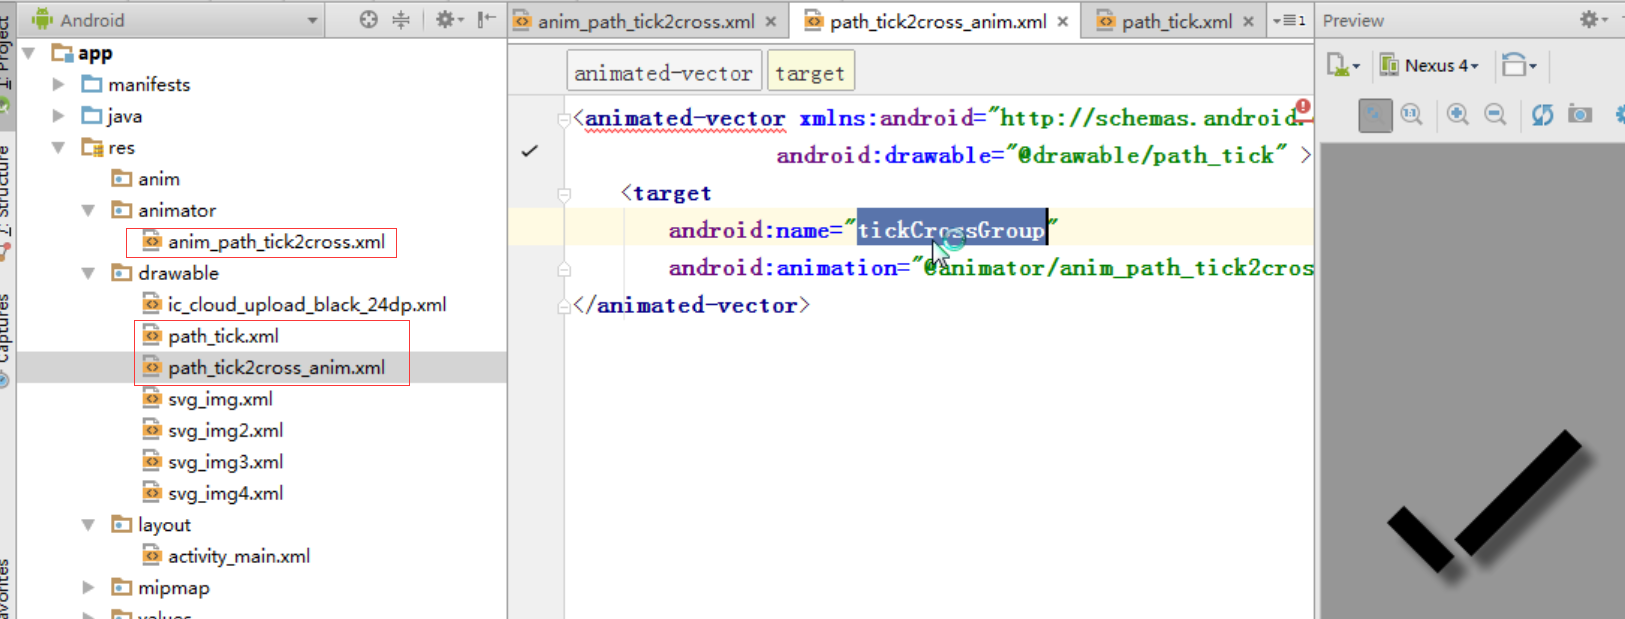 Android
anim_path_tick2cross.xml
path_tick2cross_anim.xml
path_tick.xml
1
Preview
1: Project
app
manifests
java
res
anim
animator
anim_path_tick2cross.xml
drawable
ic_cloud_upload_black_24dp.xml
path_tick.xml
path_tick2cross_anim.xml
svg_img.xml
svg_img2.xml
svg_img3.xml
svg_img4.xml
layout
activity_main.xml
mipmap
values
7: Structure
Captures
animated-vector
target
<animated-vector xmlns:android="http://schemas.android.
android:drawable="@drawable/path_tick" >
<target
android:name="tickCrossGroup"
android:animation="@animator/anim_path_tick2cros
</animated-vector>
Nexus 4
1:1